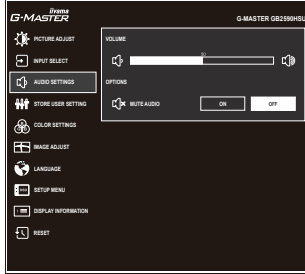 iiyama
G-MASTER
G-MASTER GB2590HSU
PICTURE ADJUST
VOLUME
50
INPUT SELECT
AUDIO SETTINGS
OPTIONS
STORE USER SETTING
MUTE AUDIO
ON
OFF
COLOR SETTINGS
IMAGE ADJUST
LANGUAGE
SETUP MENU
DISPLAY INFORMATION
RESET